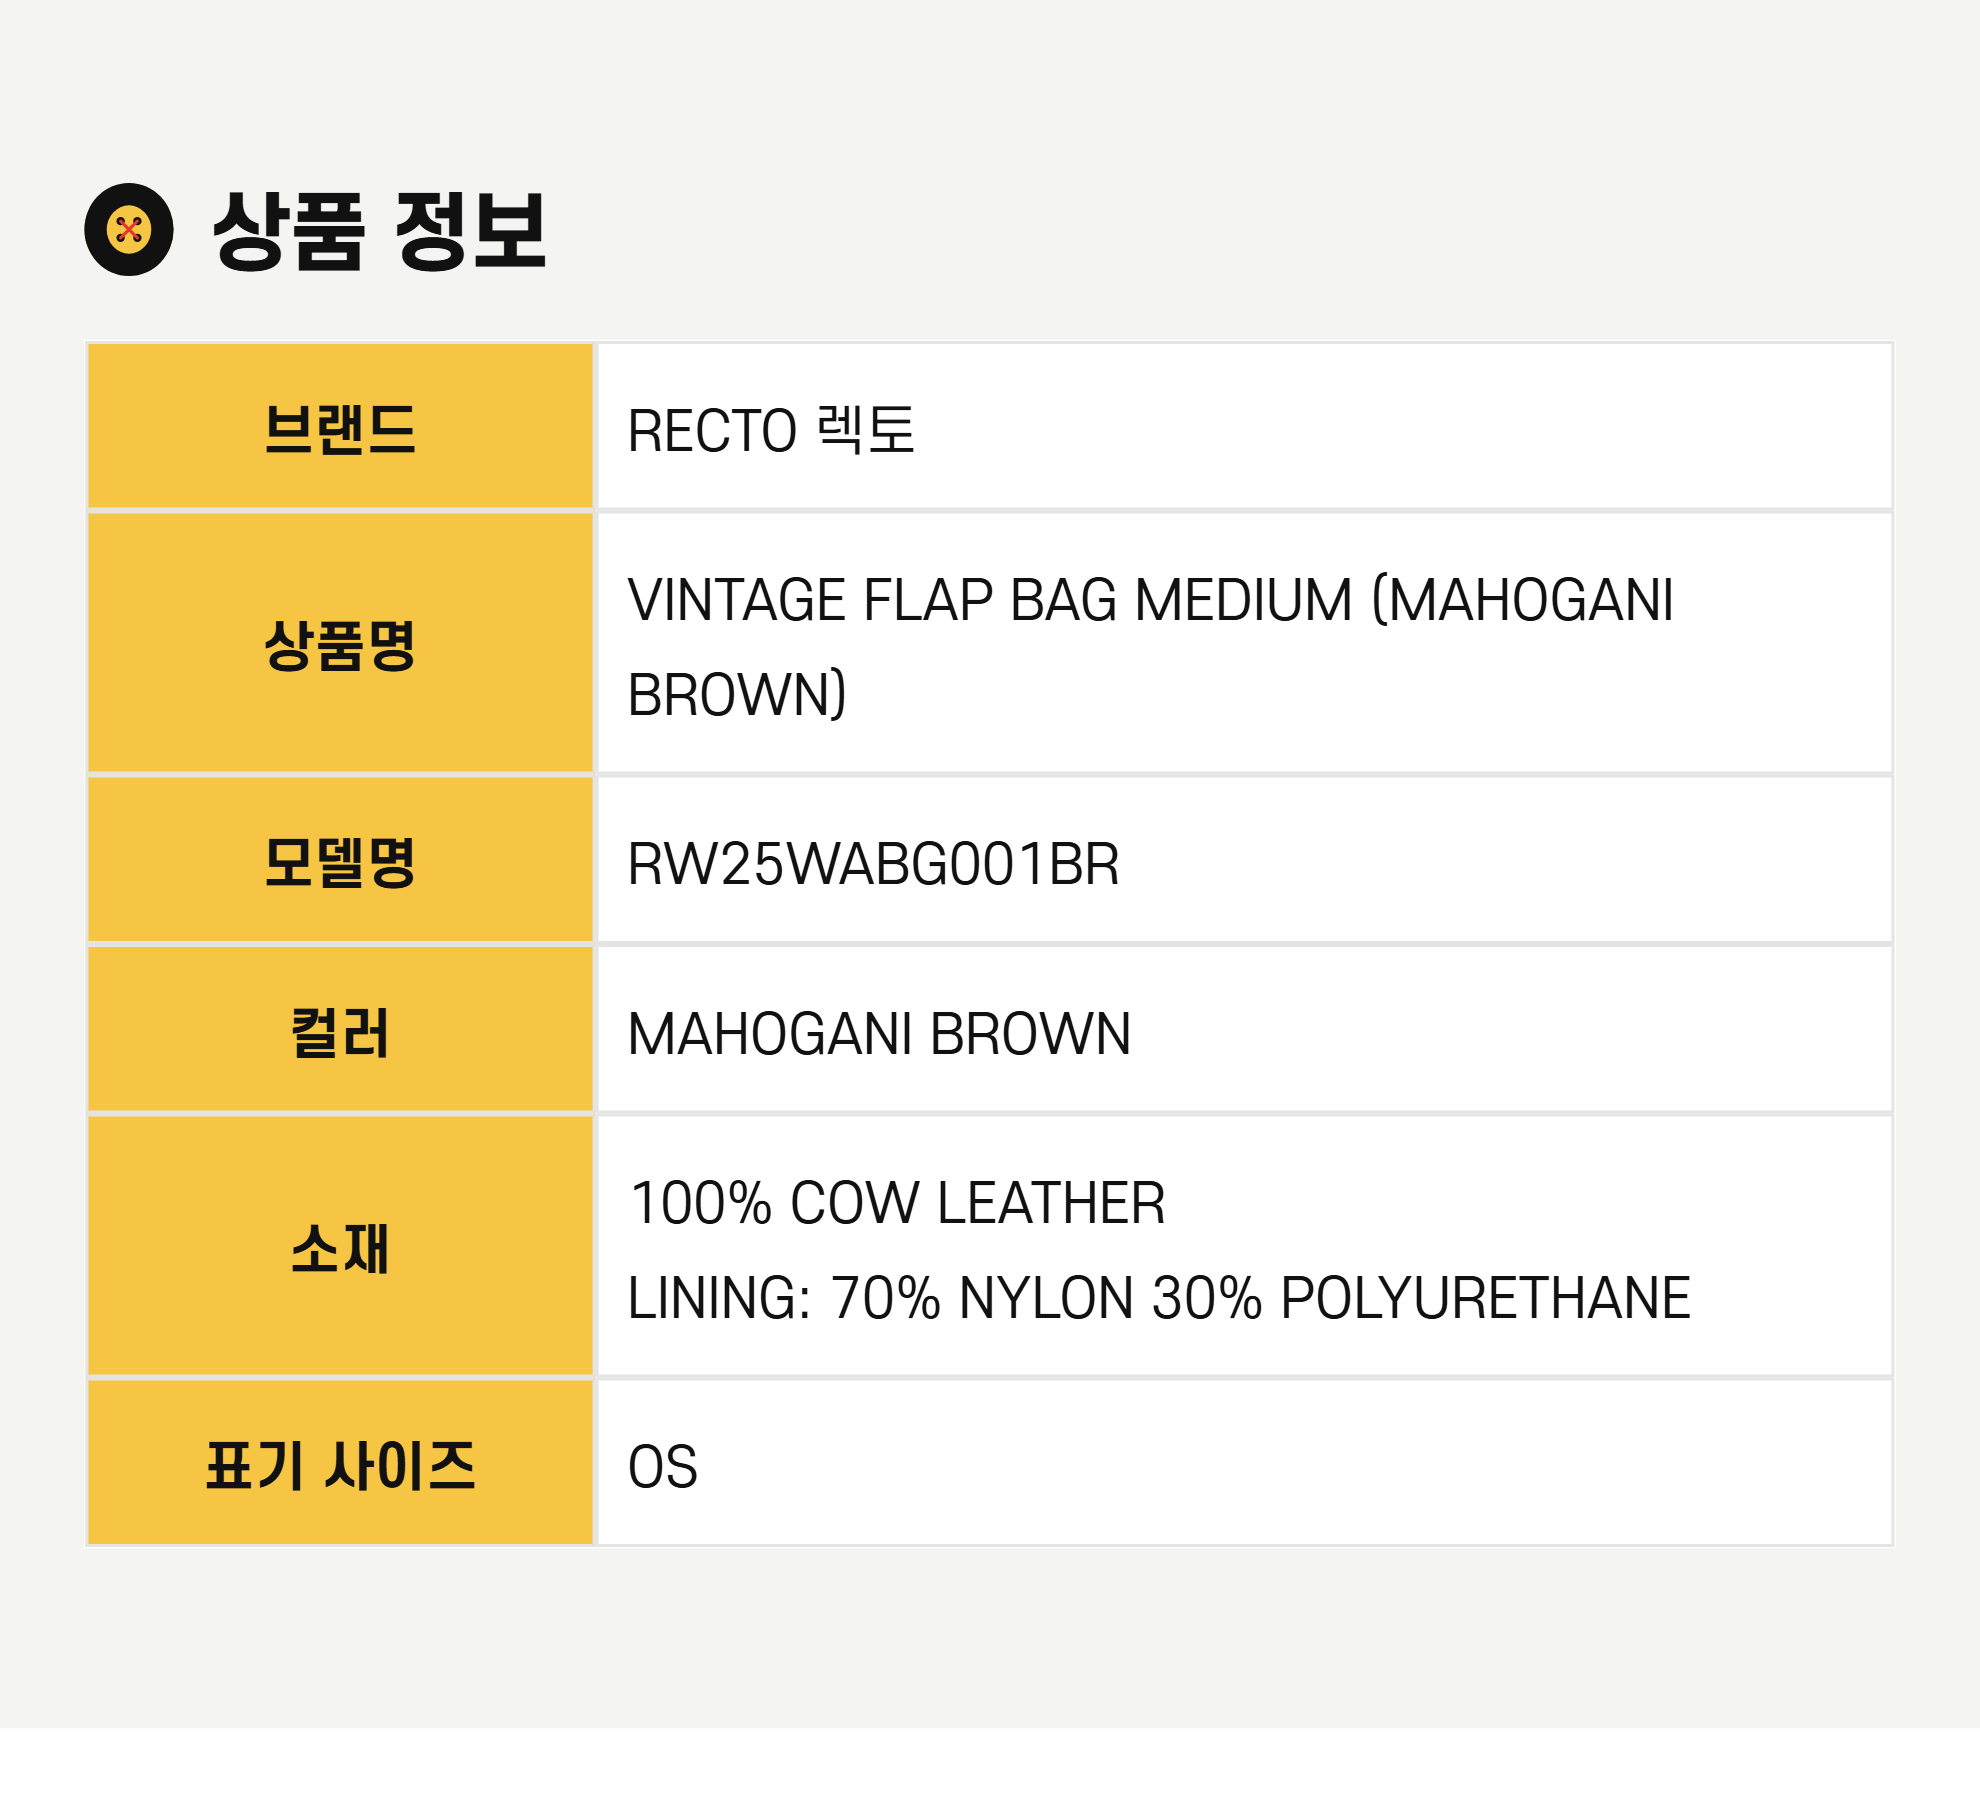 상품 정보
브랜드
RECTO 렉토
상품명
VINTAGE FLAP BAG MEDIUM (MAHOGANI
BROWN)
모델명
RW25WABG001BR
컬러
MAHOGANI BROWN
소재
100% COW LEATHER
LINING: 70% NYLON 30% POLYURETHANE
표기 사이즈
OS